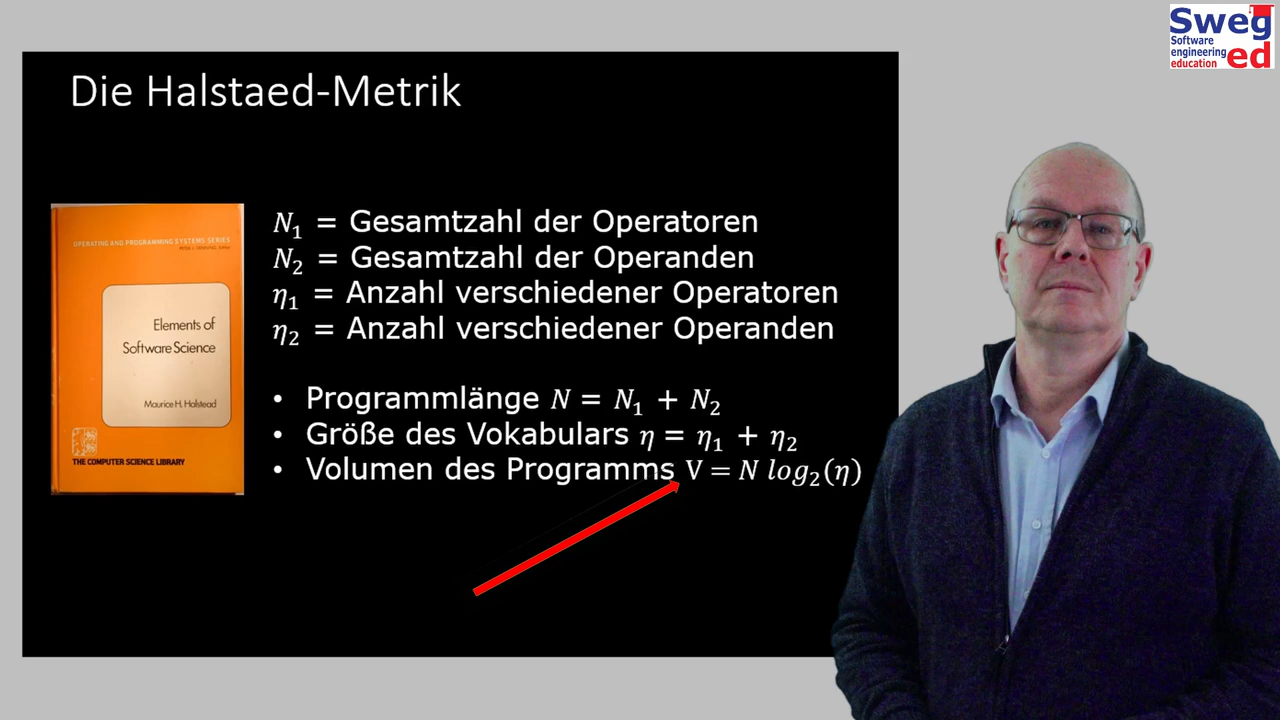 Sweg
Software
engineering
education
ed
Die Halstaed-Metrik
OPERATING AND PROGRAMMING SYSTEMS SERIES
Elements of
Software Science
Maurice H. Halstead
THE COMPUTER SCIENCE LIBRARY
N₁ = Gesamtzahl der Operatoren
N₂ = Gesamtzahl der Operanden
η₁ = Anzahl verschiedener Operatoren
η₂ = Anzahl verschiedener Operanden
• Programmlänge N = N₁ + N₂
• Größe des Vokabulars η = η₁ + η₂
• Volumen des Programms V = N log₂(η)